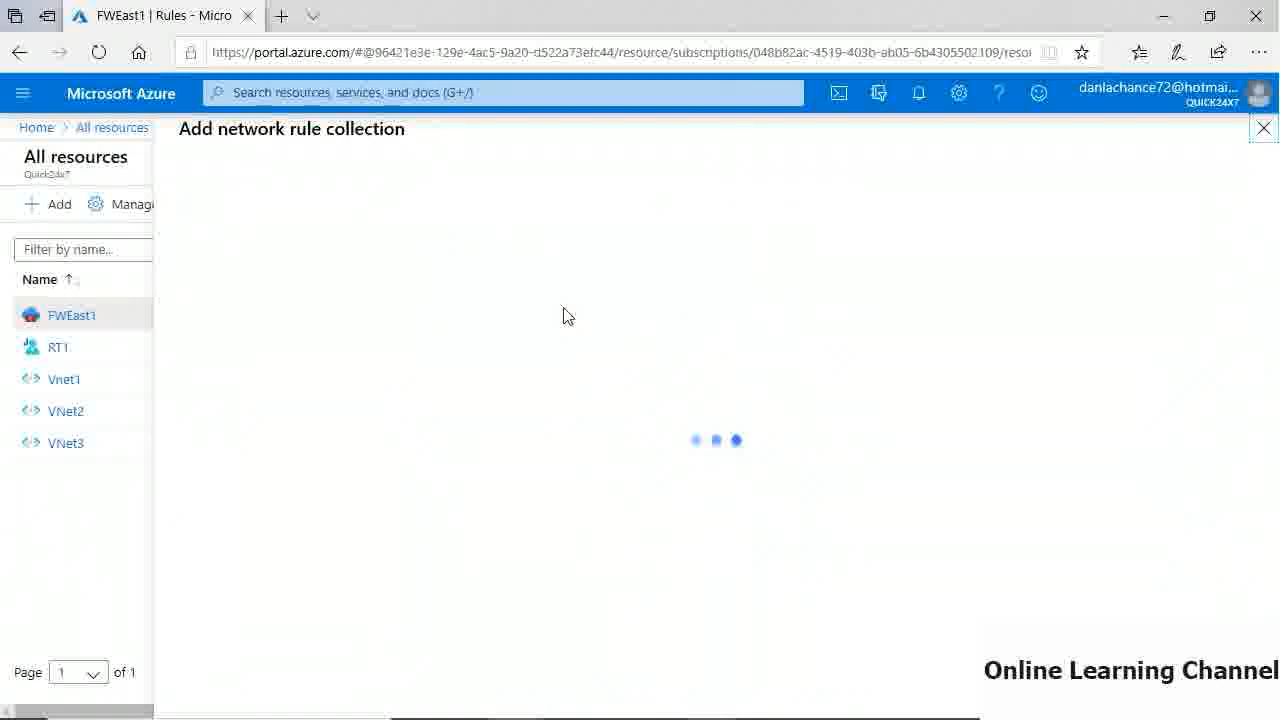 FWEast1 | Rules - Micro
https://portal.azure.com/#@96421e3e-129e-4ac5-9a20-d522a73efc44/resource/subscriptions/048b82ac-4519-403b-ab05-6b4305502109/resou
Microsoft Azure
Search resources, services, and docs (G+/)
danlachance72@hotmai...
QUICK24X7
Home > All resources
Add network rule collection
All resources
Quick24x7
Add
Manag
Filter by name...
Name ↑
FWEast1
RT1
Vnet1
VNet2
VNet3
Page 1 of 1
Online Learning Channel